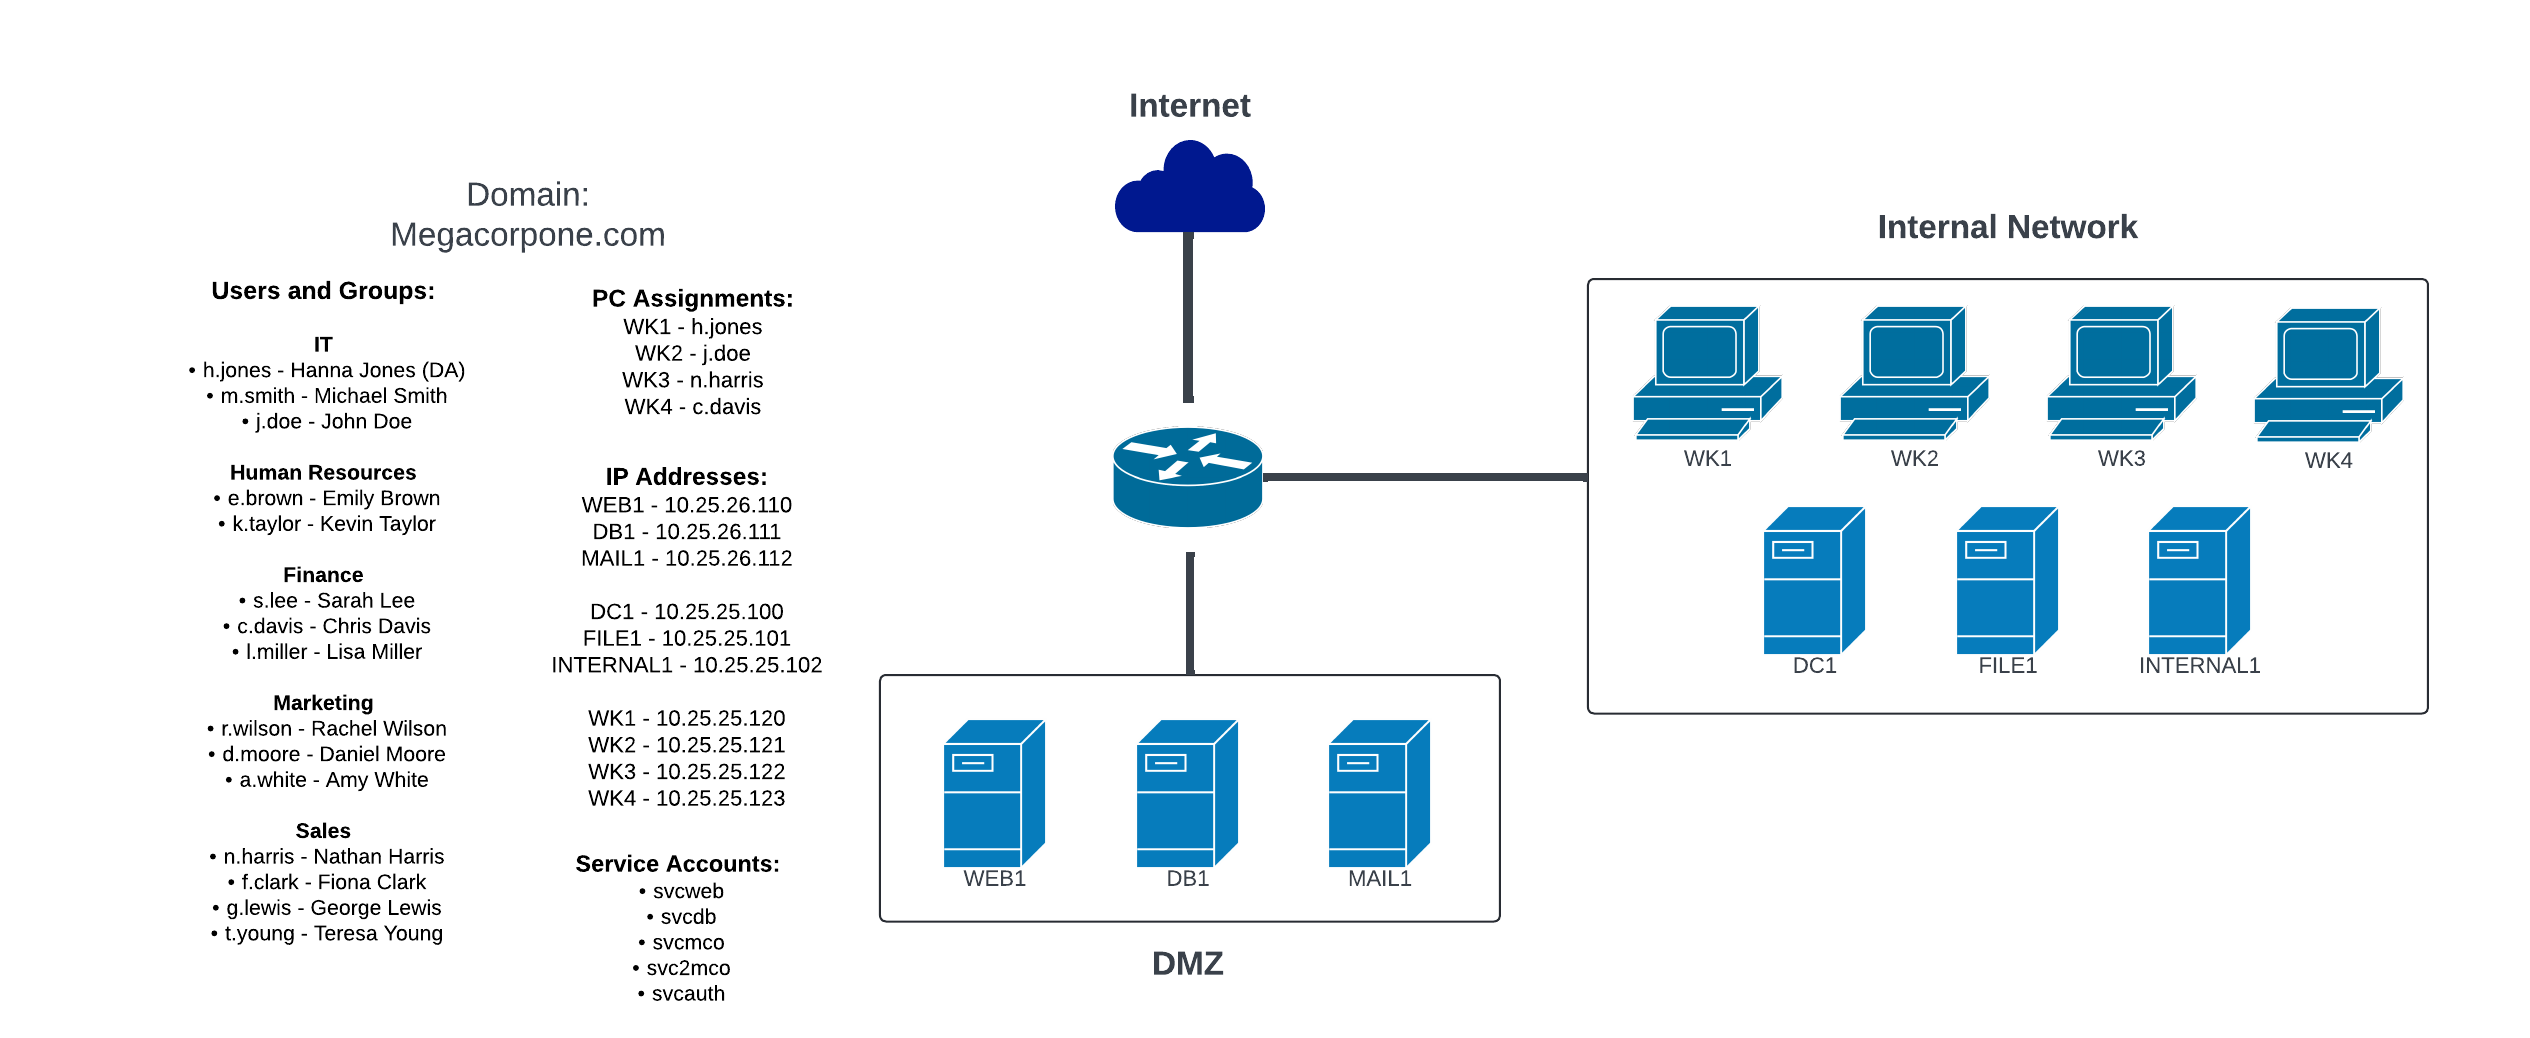 Domain:
Megacorpone.com
Users and Groups:
IT
• h.jones - Hanna Jones (DA)
• m.smith - Michael Smith
• j.doe - John Doe
Human Resources
• e.brown - Emily Brown
• k.taylor - Kevin Taylor
Finance
• s.lee - Sarah Lee
• c.davis - Chris Davis
• l.miller - Lisa Miller
Marketing
• r.wilson - Rachel Wilson
• d.moore - Daniel Moore
• a.white - Amy White
Sales
• n.harris - Nathan Harris
• f.clark - Fiona Clark
• g.lewis - George Lewis
• t.young - Teresa Young
PC Assignments:
WK1 - h.jones
WK2 - j.doe
WK3 - n.harris
WK4 - c.davis
IP Addresses:
WEB1 - 10.25.26.110
DB1 - 10.25.26.111
MAIL1 - 10.25.26.112
DC1 - 10.25.25.100
FILE1 - 10.25.25.101
INTERNAL1 - 10.25.25.102
WK1 - 10.25.25.120
WK2 - 10.25.25.121
WK3 - 10.25.25.122
WK4 - 10.25.25.123
Service Accounts:
• svcweb
• svcdb
• svcmco
• svc2mco
• svcauth
Internet
WEB1
DB1
MAIL1
DMZ
Internal Network
WK1
WK2
WK3
WK4
DC1
FILE1
INTERNAL1